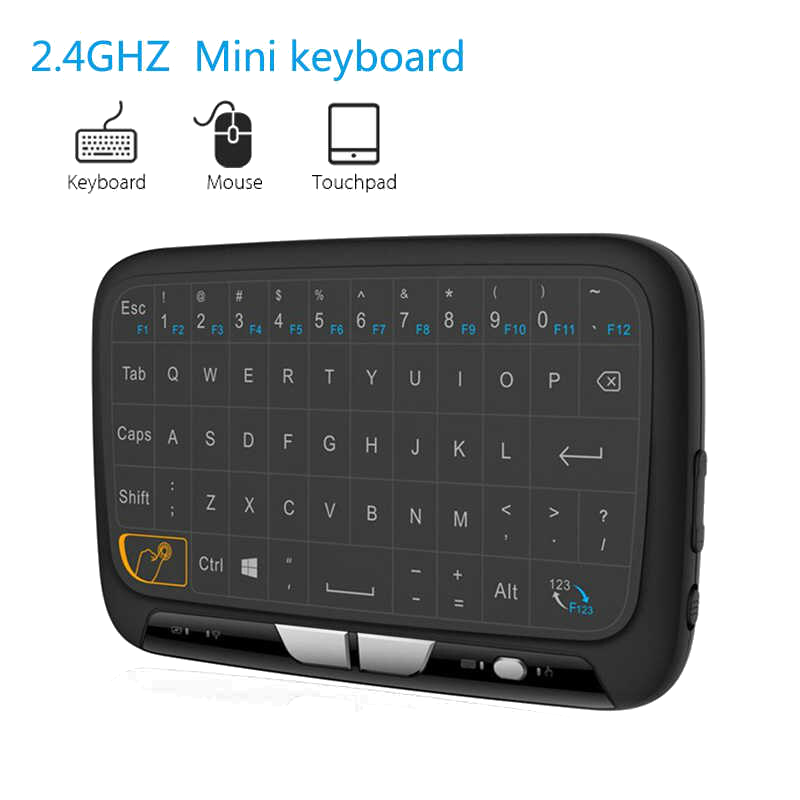 2.4GHZ Mini keyboard
Keyboard Mouse Touchpad
! @ # $ % ^ & * ( ) ~
Esc F1 1 F2 2 F3 3 F4 4 F5 5 F6 6 F7 7 F8 8 F9 9 F10 0 F11 ` F12
Tab Q W E R T Y U I O P
Caps A S D F G H J K L
: < > ?
Shift ; Z X C V B N M , . /
" _ +
Ctrl ' - = Alt 123 F123